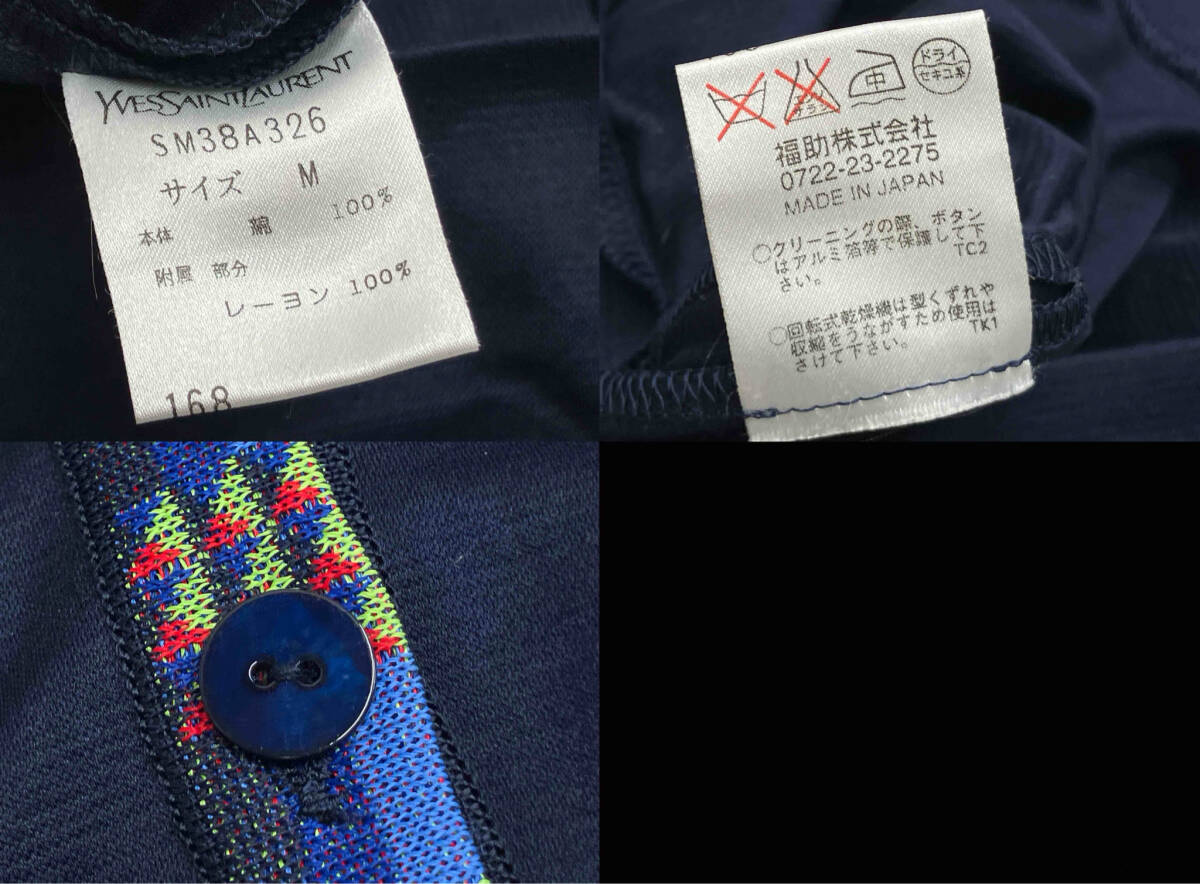 YVESSAINTLAURENT
SM38A326
サイズ M
本体 綿 100%
附属 部分
レーヨン 100%
168
中
ドライ
セキユ系
福助株式会社
0722-23-2275
MADE IN JAPAN
○クリーニングの際、ボタン
はアルミ箔等で保護して下
さい。 TC2
○回転式乾燥機は型くずれや
収縮をうながすため使用は
さけて下さい。 TK1